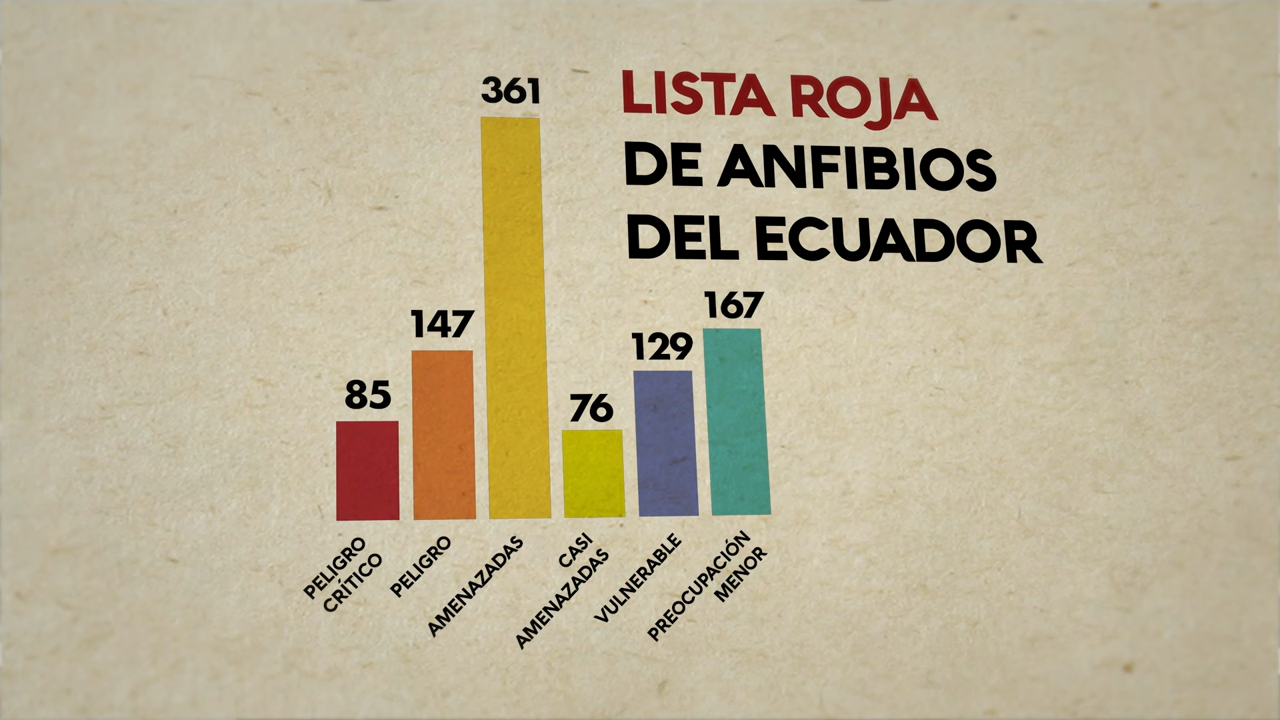 LISTA ROJA
DE ANFIBIOS
DEL ECUADOR
361
147
85
76
129
167
PELIGRO
CRÍTICO
PELIGRO
AMENAZADAS
CASI
AMENAZADAS
VULNERABLE
PREOCUPACIÓN
MENOR